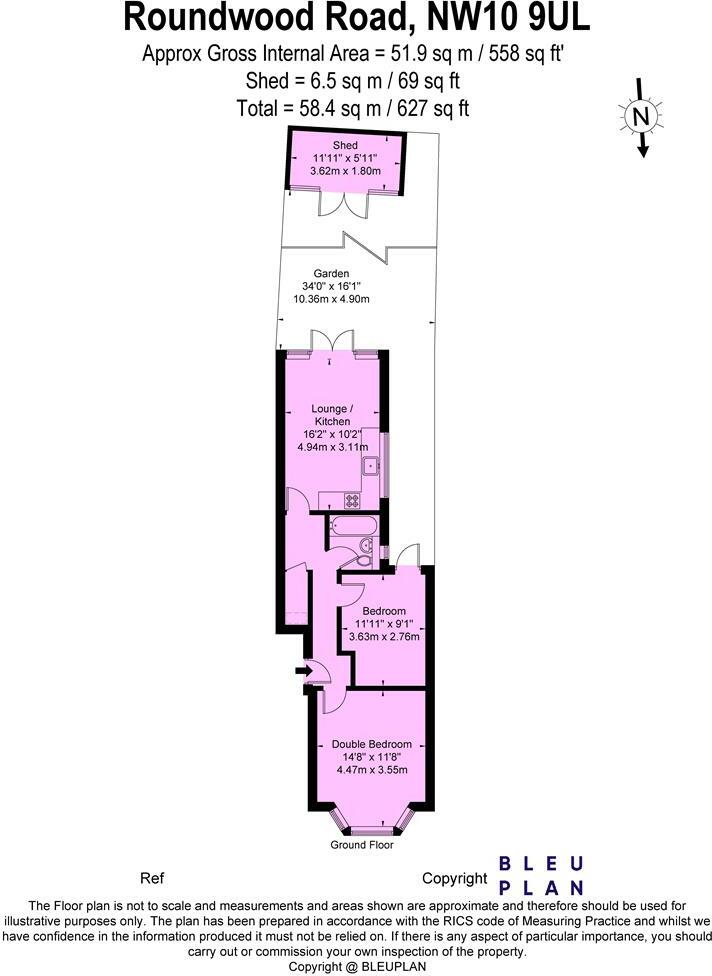 Roundwood Road, NW10 9UL
Approx Gross Internal Area = 51.9 sq m / 558 sq ft'
Shed = 6.5 sq m / 69 sq ft
Total = 58.4 sq m / 627 sq ft
N
Shed
11'11" x 5'11"
3.62m x 1.80m
Garden
34'0" x 16'1"
10.36m x 4.90m
Lounge /
Kitchen
16'2" x 10'2"
4.94m x 3.11m
Bedroom
11'11" x 9'1"
3.63m x 2.76m
Double Bedroom
14'8" x 11'8"
4.47m x 3.55m
Ground Floor
Ref
Copyright
BLEU
PLAN
The Floor plan is not to scale and measurements and areas shown are approximate and therefore should be used for
illustrative purposes only. The plan has been prepared in accordance with the RICS code of Measuring Practice and whilst we
have confidence in the information produced it must not be relied on. If there is any aspect of particular importance, you should
carry out or commission your own inspection of the property.
Copyright @ BLEUPLAN